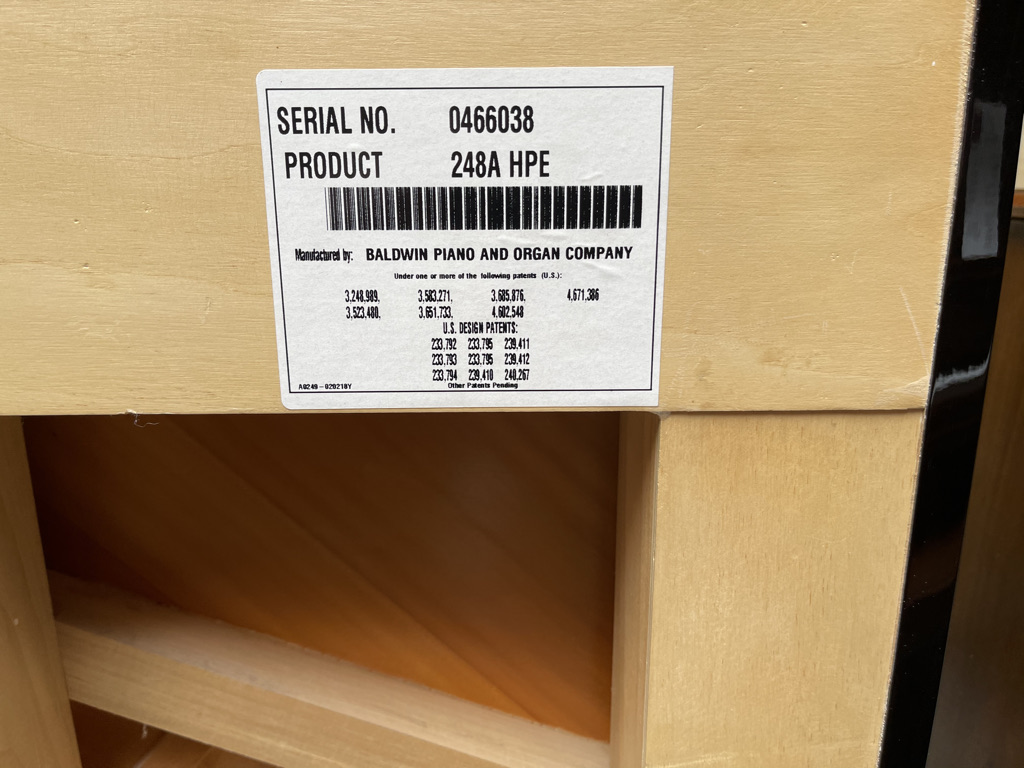 SERIAL NO. 0466038
PRODUCT 248A HPE
Manufactured by: BALDWIN PIANO AND ORGAN COMPANY
Under one or more of the following patents (U.S.):
3,248,989. 3,583,271. 3,685,876. 4,671,386
3,523,480. 3,651,733. 4,602,548
U.S. DESIGN PATENTS:
233,792 233,795 239,411
233,793 233,795 239,412
233,794 239,410 240,267
A0249-020218Y Other Patents Pending